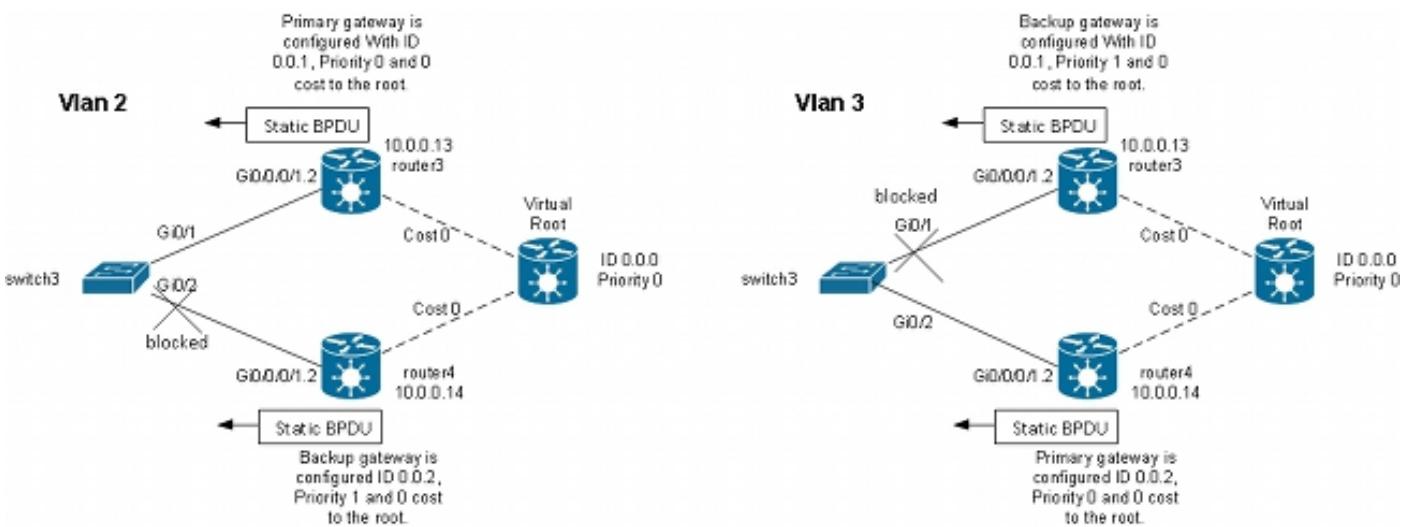 Primary gateway is
configured With ID
0.0.1, Priority 0 and 0
cost to the root.
Vlan 2
Static BPDU
10.0.0.13
router3
Gi0/0/0/1.2
Gi0/1
Cost 0
Virtual
Root
ID 0.0.0
Priority 0
switch3
Gi0/2
blocked
Cost 0
Gi0/0/0/1.2
router4
10.0.0.14
Static BPDU
Backup gateway is
configured ID 0.0.2,
Priority 1 and 0 cost
to the root.
Backup gateway is
configured With ID
0.0.1, Priority 1 and 0
cost to the root.
Vlan 3
Static BPDU
10.0.0.13
router3
Gi0/0/0/1.2
blocked
Gi0/1
Cost 0
Virtual
Root
ID 0.0.0
Priority 0
switch3
Gi0/2
Cost 0
Gi0/0/0/1.2
router4
10.0.0.14
Static BPDU
Primary gateway is
configured ID 0.0.2,
Priority 0 and 0 cost
to the root.